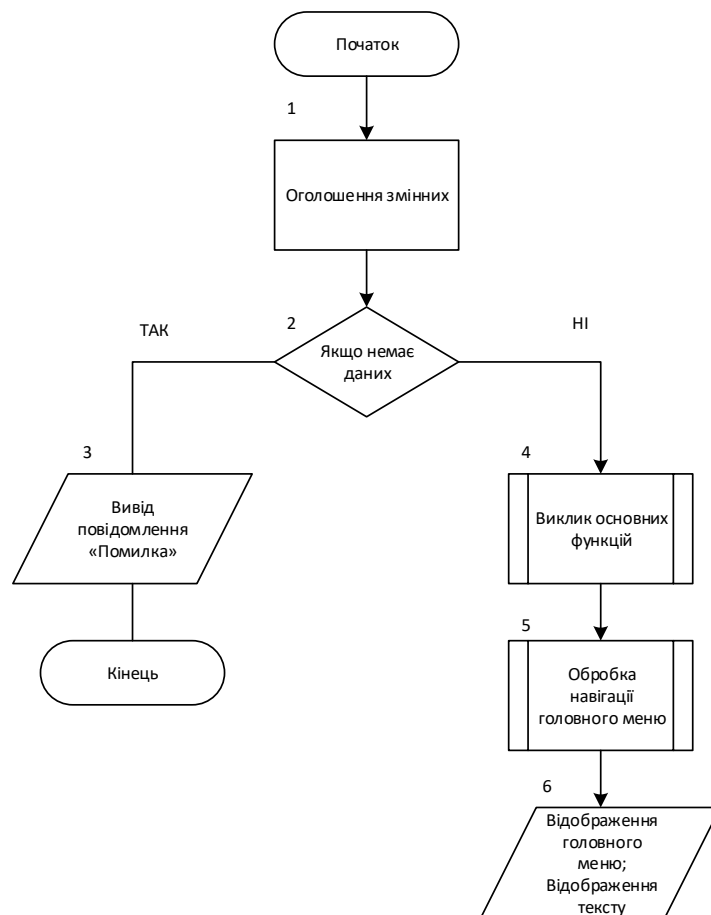 Початок
1
Оголошення змінних
2
ТАК
НІ
Якщо немає
даних
3
4
Вивід
повідомлення
«Помилка»
Виклик основних
функцій
5
Кінець
Обробка
навігації
головного меню
6
Відображення
головного
меню;
Відображення
тексту